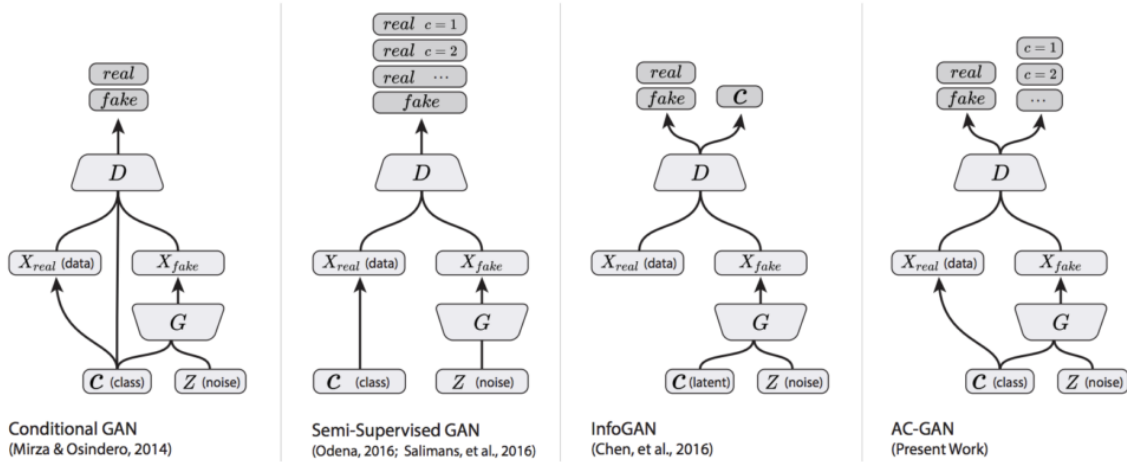 real
fake
D
X_real (data)
X_fake
G
C (class)
Z (noise)
Conditional GAN
(Mirza & Osindero, 2014)
real c = 1
real c = 2
real ...
fake
D
X_real (data)
X_fake
G
C (class)
Z (noise)
Semi-Supervised GAN
(Odena, 2016; Salimans, et al., 2016)
real
fake
C
D
X_real (data)
X_fake
G
C (latent)
Z (noise)
InfoGAN
(Chen, et al., 2016)
real
fake
c = 1
c = 2
...
D
X_real (data)
X_fake
G
C (class)
Z (noise)
AC-GAN
(Present Work)